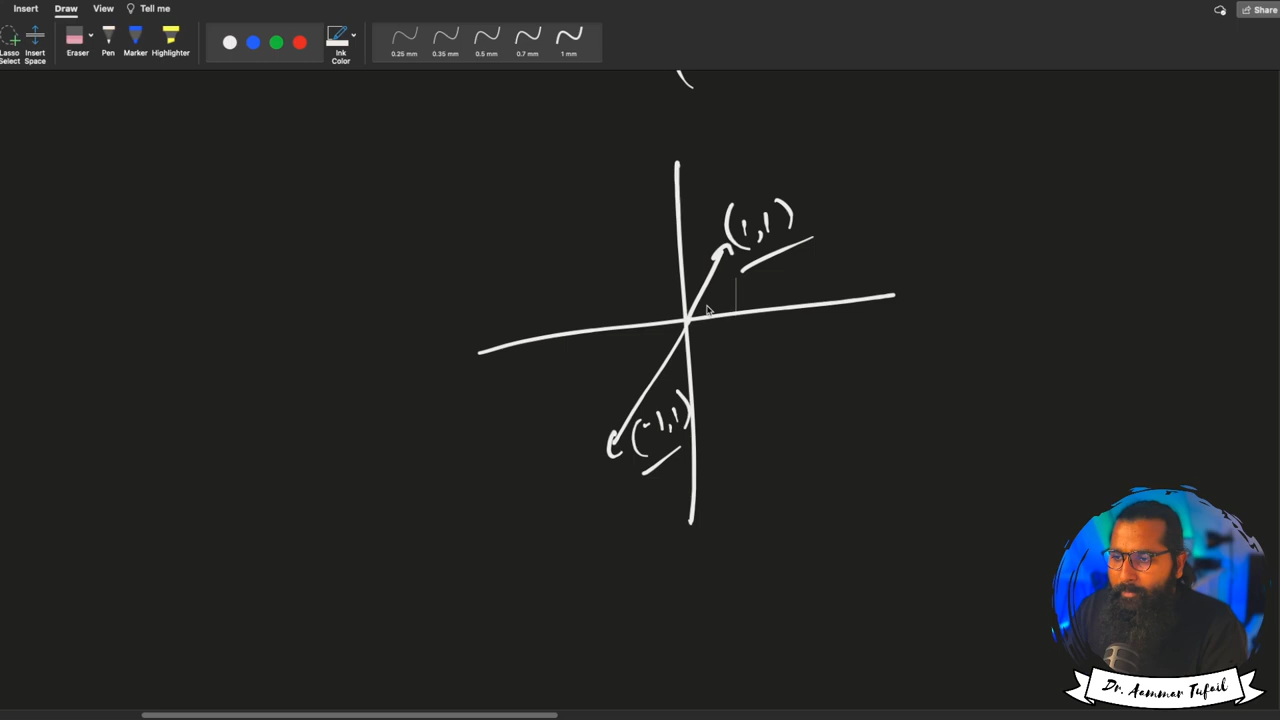 Insert Draw View Tell me Share
Lasso Select
Insert Space
Eraser
Pen
Marker
Highlighter
Ink Color
0.25 mm 0.35 mm 0.5 mm 0.7 mm 1 mm
(1,1)
(-1,1)
Dr. Aammar Tufail